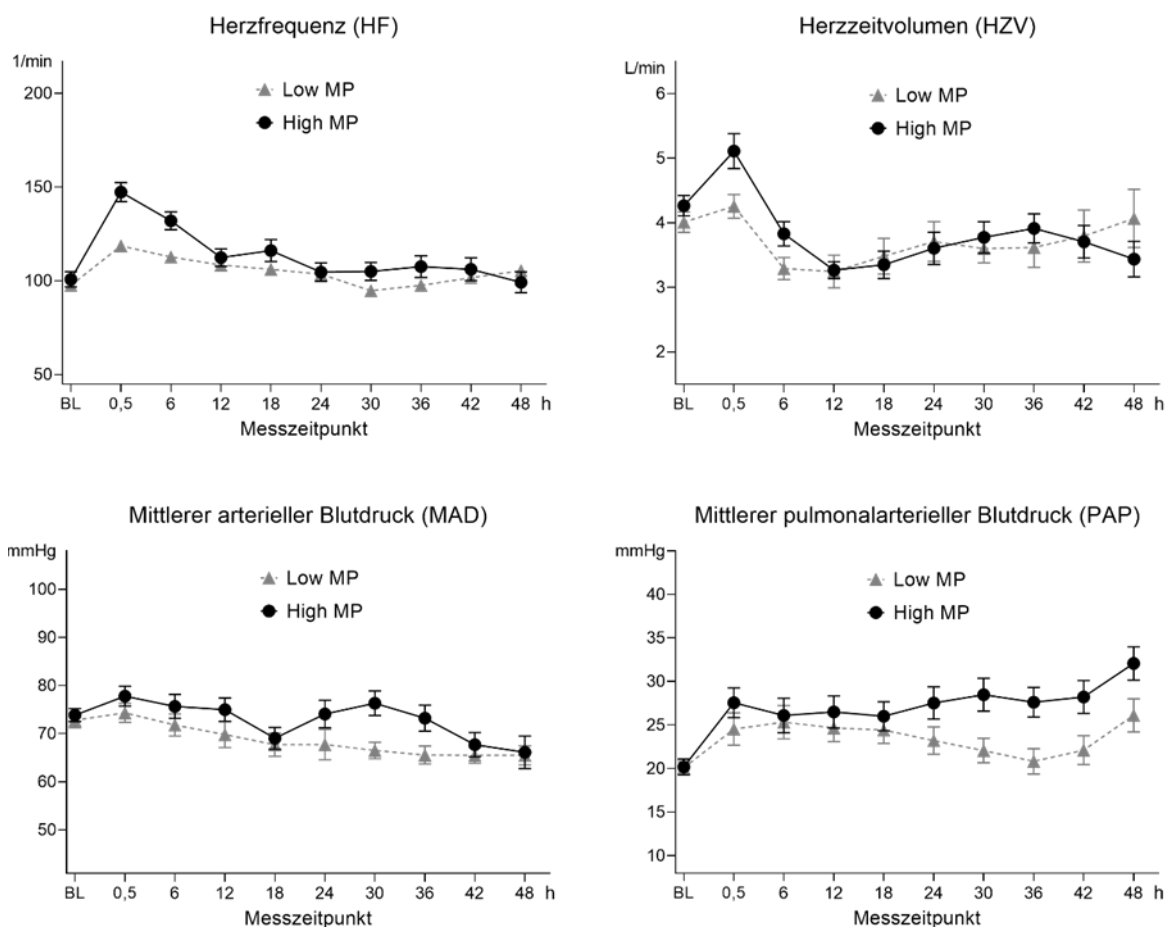 Herzfrequenz (HF)
1/min
200
150
100
50
Low MP
High MP
BL 0,5 6 12 18 24 30 36 42 48 h
Messzeitpunkt
Herzzeitvolumen (HZV)
L/min
6
5
4
3
2
Low MP
High MP
BL 0,5 6 12 18 24 30 36 42 48 h
Messzeitpunkt
Mittlerer arterieller Blutdruck (MAD)
mmHg
100
90
80
70
60
50
Low MP
High MP
BL 0,5 6 12 18 24 30 36 42 48 h
Messzeitpunkt
Mittlerer pulmonalarterieller Blutdruck (PAP)
mmHg
40
35
30
25
20
15
10
Low MP
High MP
BL 0,5 6 12 18 24 30 36 42 48 h
Messzeitpunkt